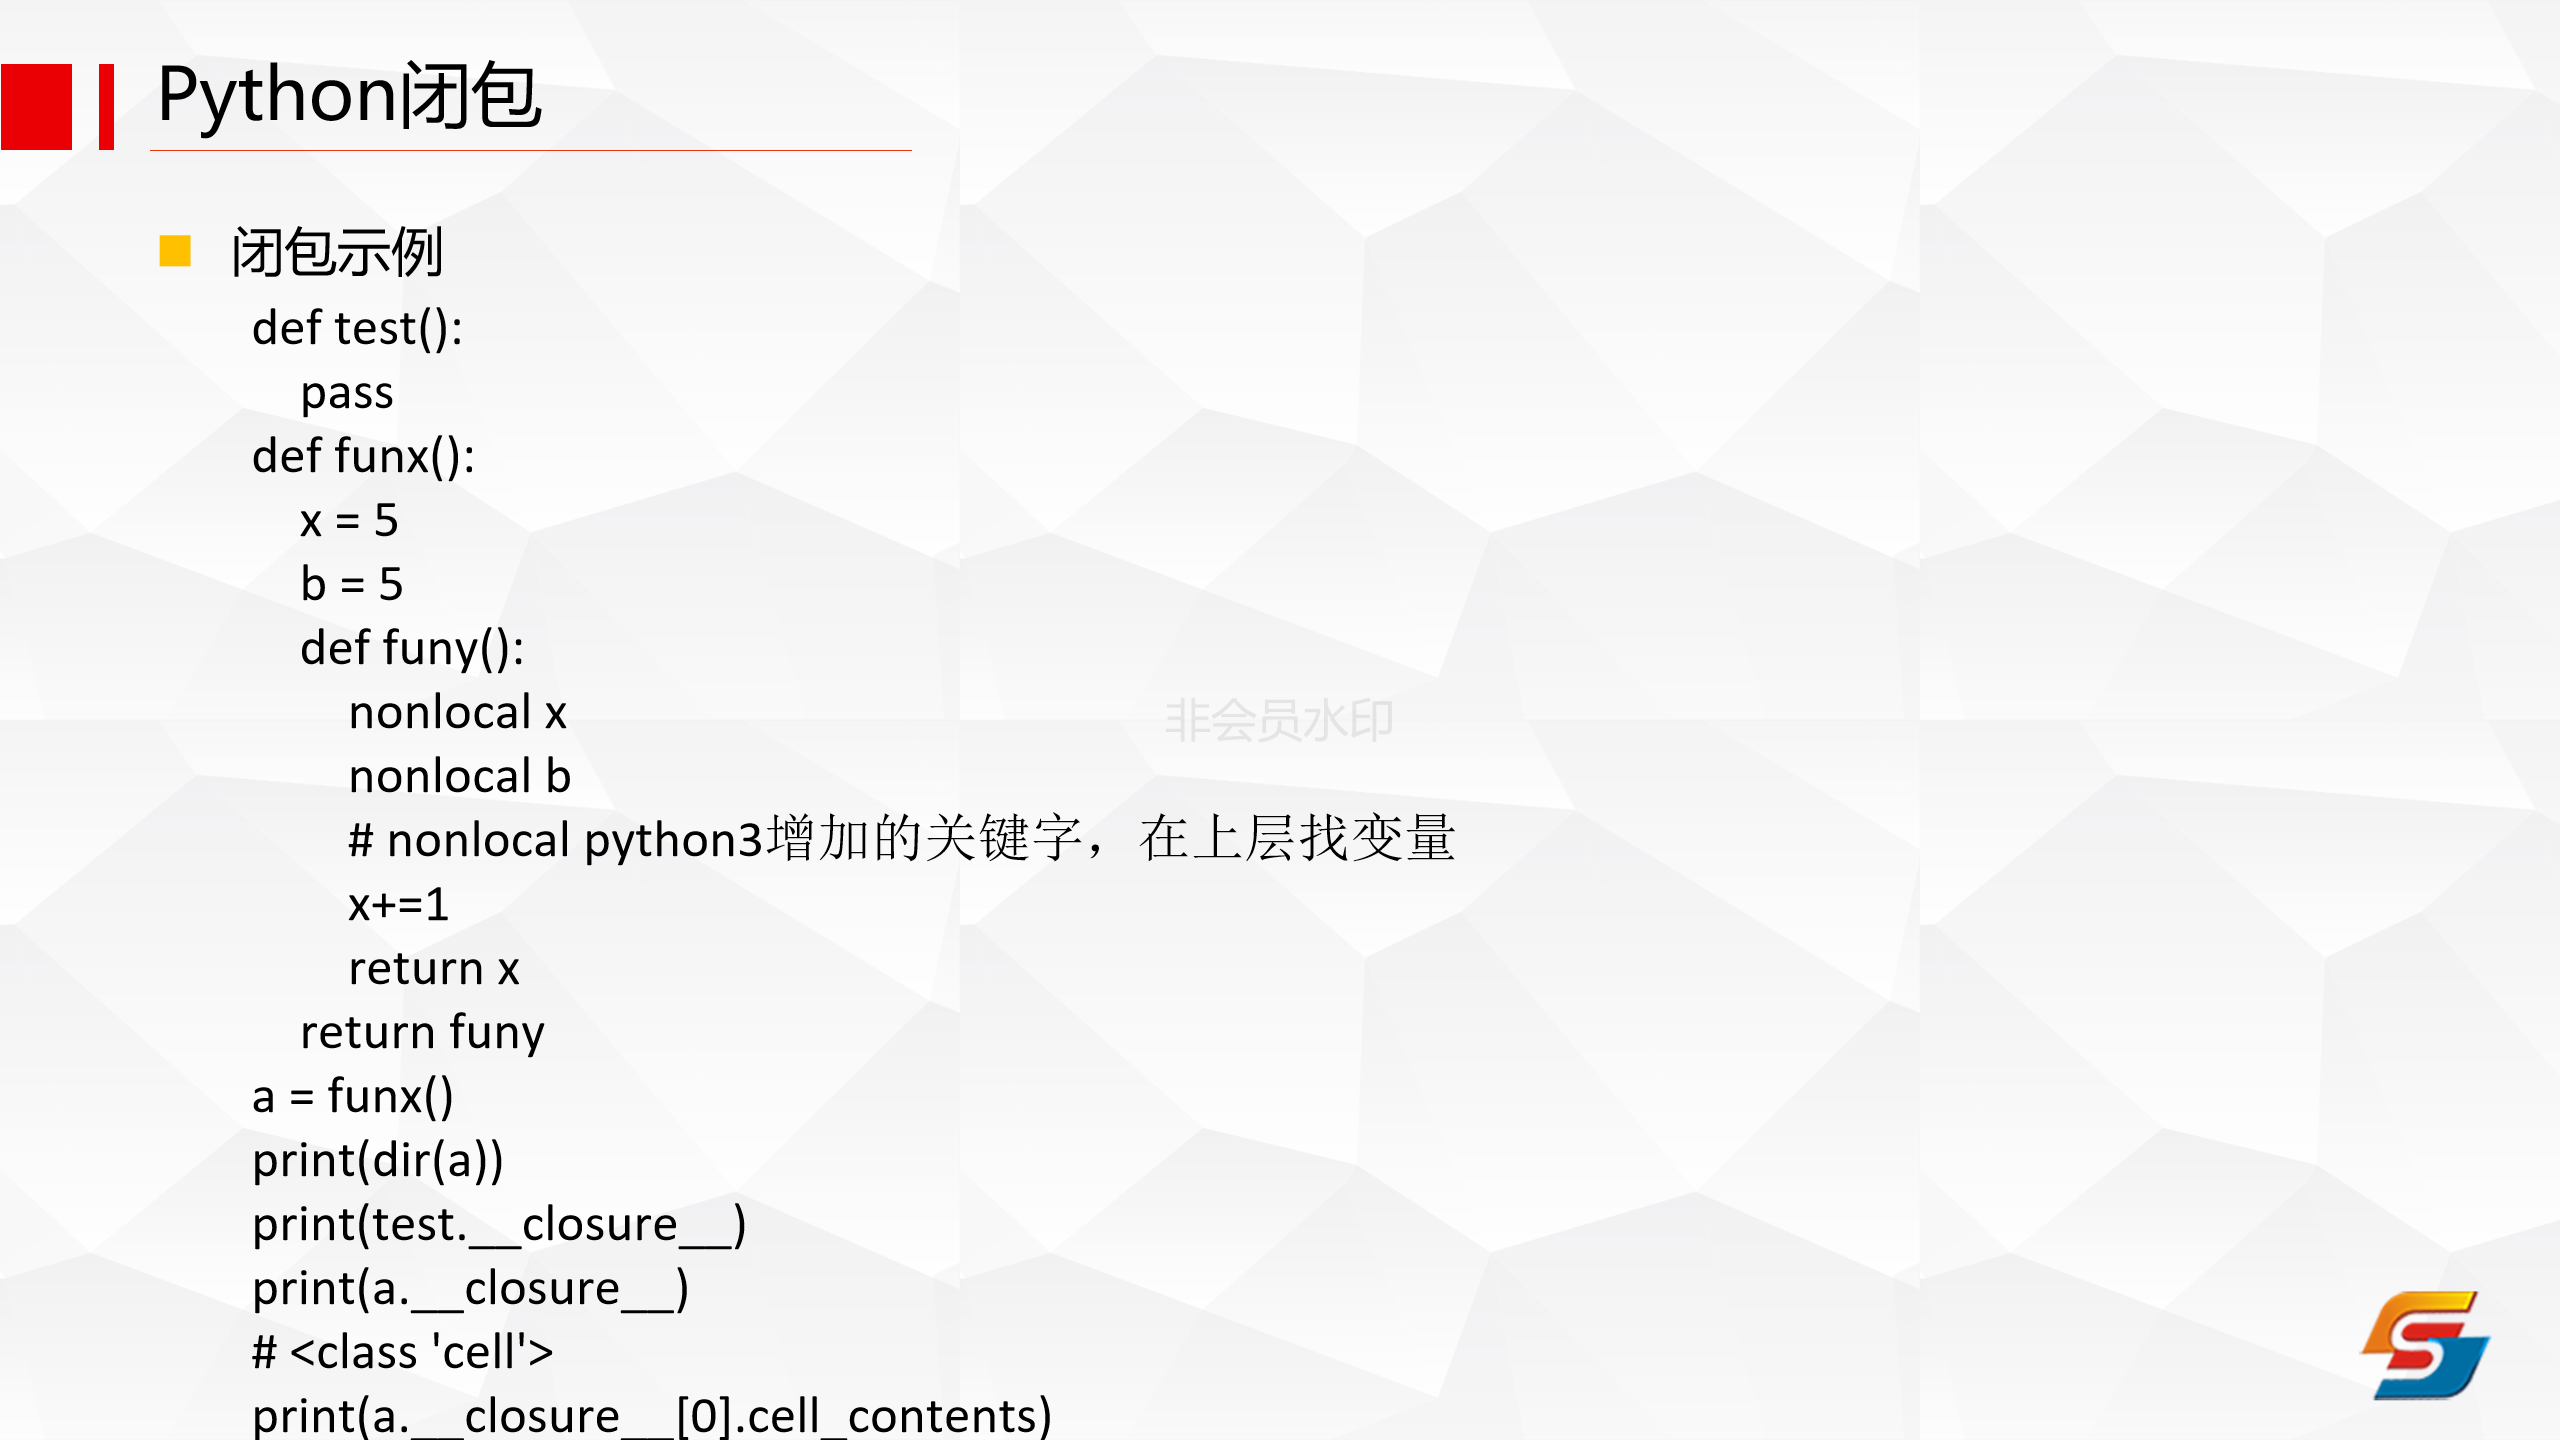 Python闭包
闭包示例
def test():
pass
def funx():
x = 5
b = 5
def funy():
nonlocal x
nonlocal b
# nonlocal python3增加的关键字，在上层找变量
x+=1
return x
return funy
a = funx()
print(dir(a))
print(test.__closure__)
print(a.__closure__)
# <class 'cell'>
print(a.__closure__[0].cell_contents)
非会员水印